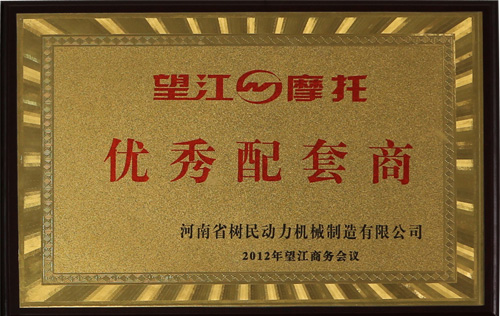 望江摩托
优秀配套商
河南省树民动力机械制造有限公司
2012年望江商务会议